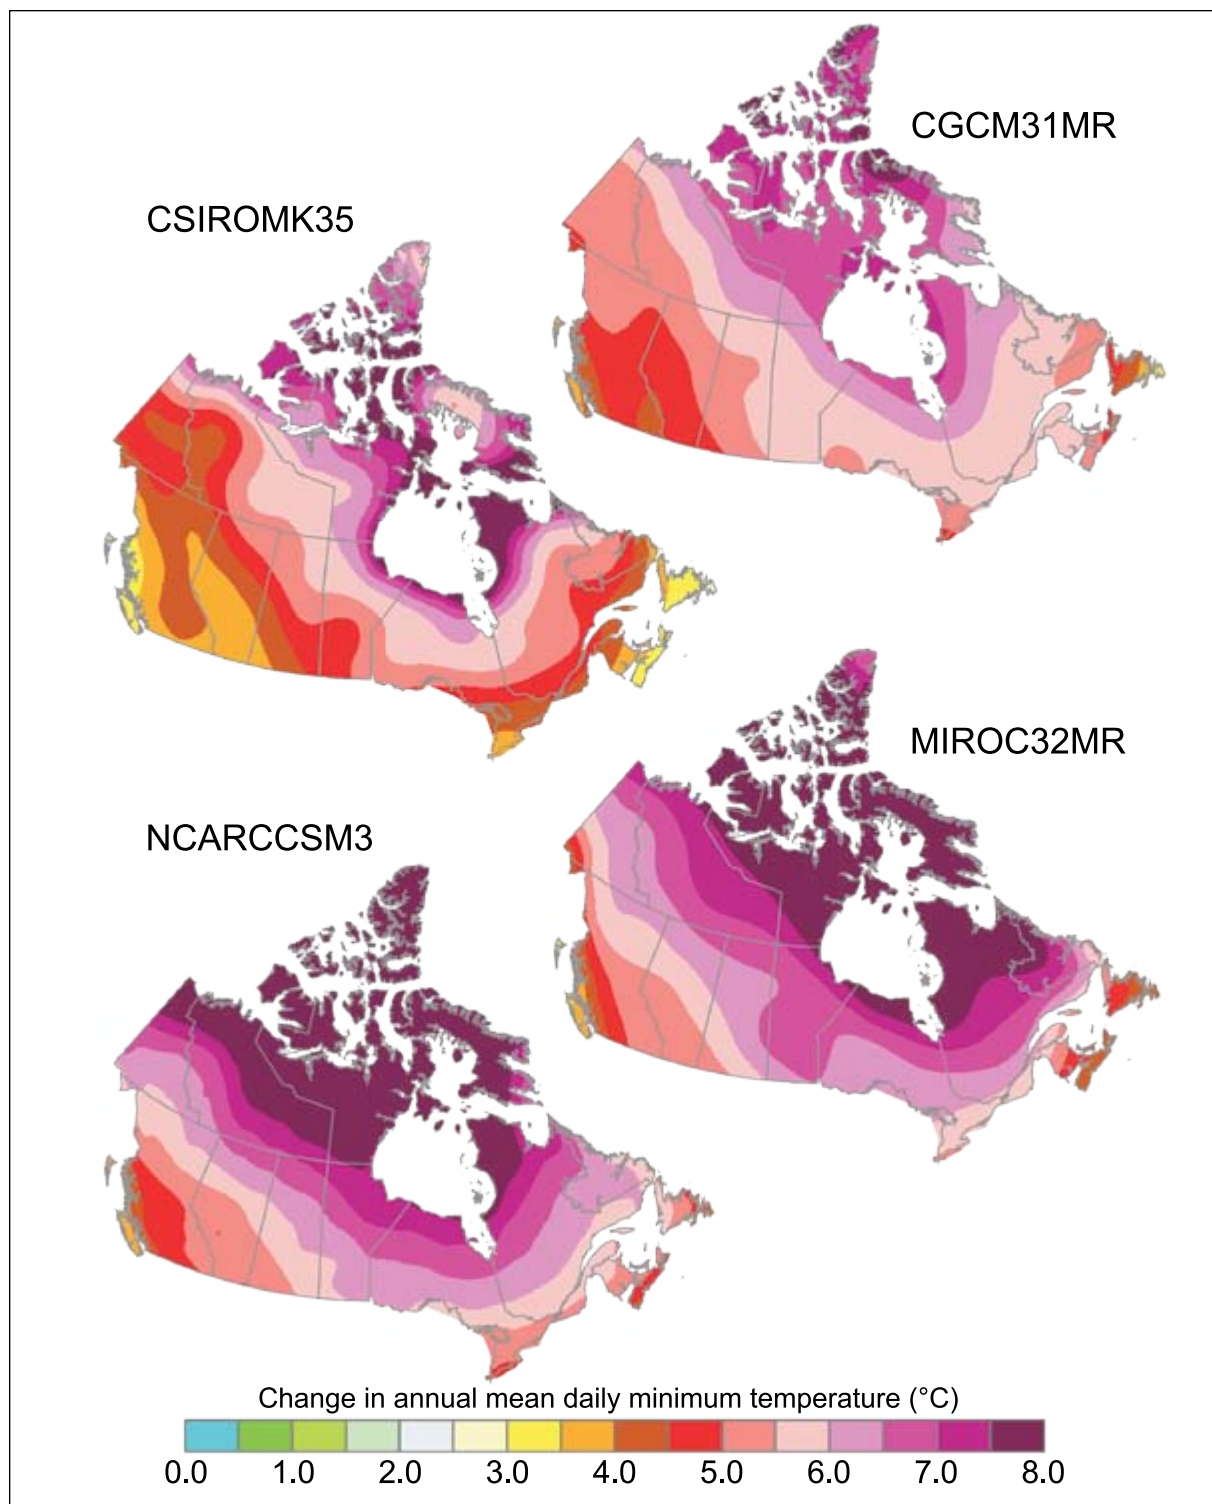 CGCM31MR
CSIROMK35
MIROC32MR
NCARCCSM3
Change in annual mean daily minimum temperature (°C)
0.0 1.0 2.0 3.0 4.0 5.0 6.0 7.0 8.0